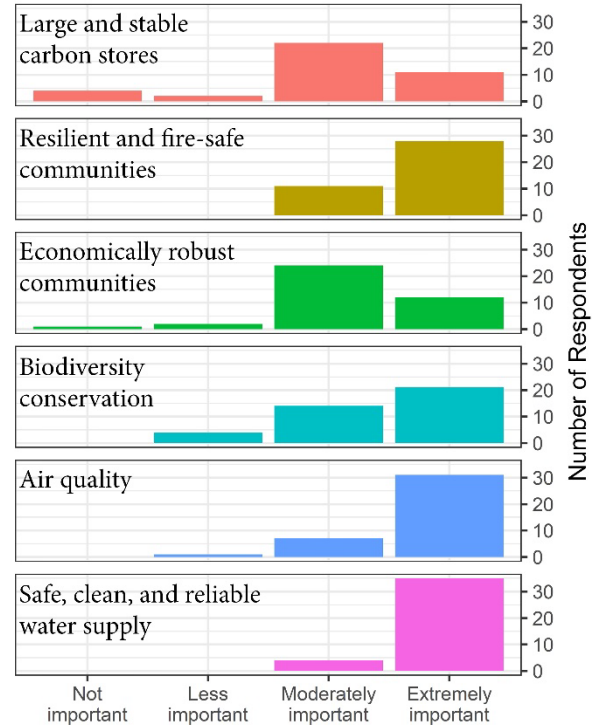 Large and stable
carbon stores
30
20
10
0
Resilient and fire-safe
communities
30
20
10
0
Economically robust
communities
30
20
10
0
Biodiversity
conservation
30
20
10
0
Air quality
30
20
10
0
Safe, clean, and reliable
water supply
30
20
10
0
Number of Respondents
Not
important
Less
important
Moderately
important
Extremely
important